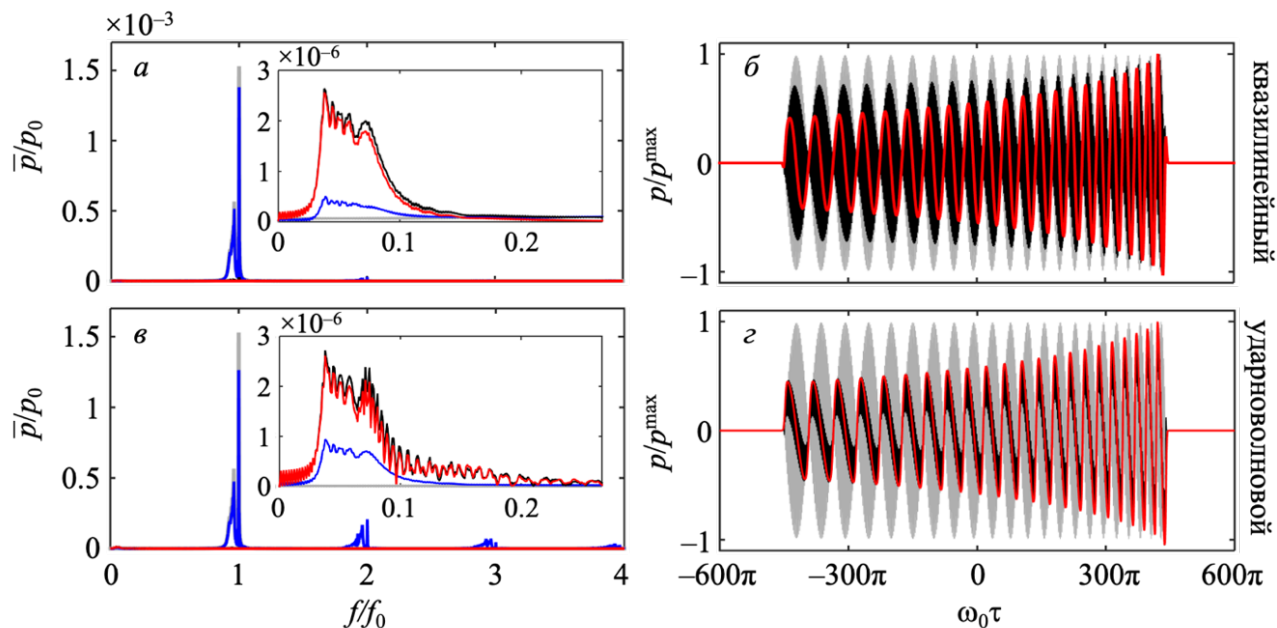 ×10–3
1.5
1.0
0.5
0
p̅/p0
а
×10–6
3
2
1
0
0
0.1
0.2
б
1
0
–1
p/pmax
квазилинейный
1.5
1.0
0.5
0
p̅/p0
в
×10–6
3
2
1
0
0
0.1
0.2
0
1
2
3
4
f/f0
г
1
0
–1
p/pmax
ударноволновой
–600π
–300π
0
300π
600π
ω0τ